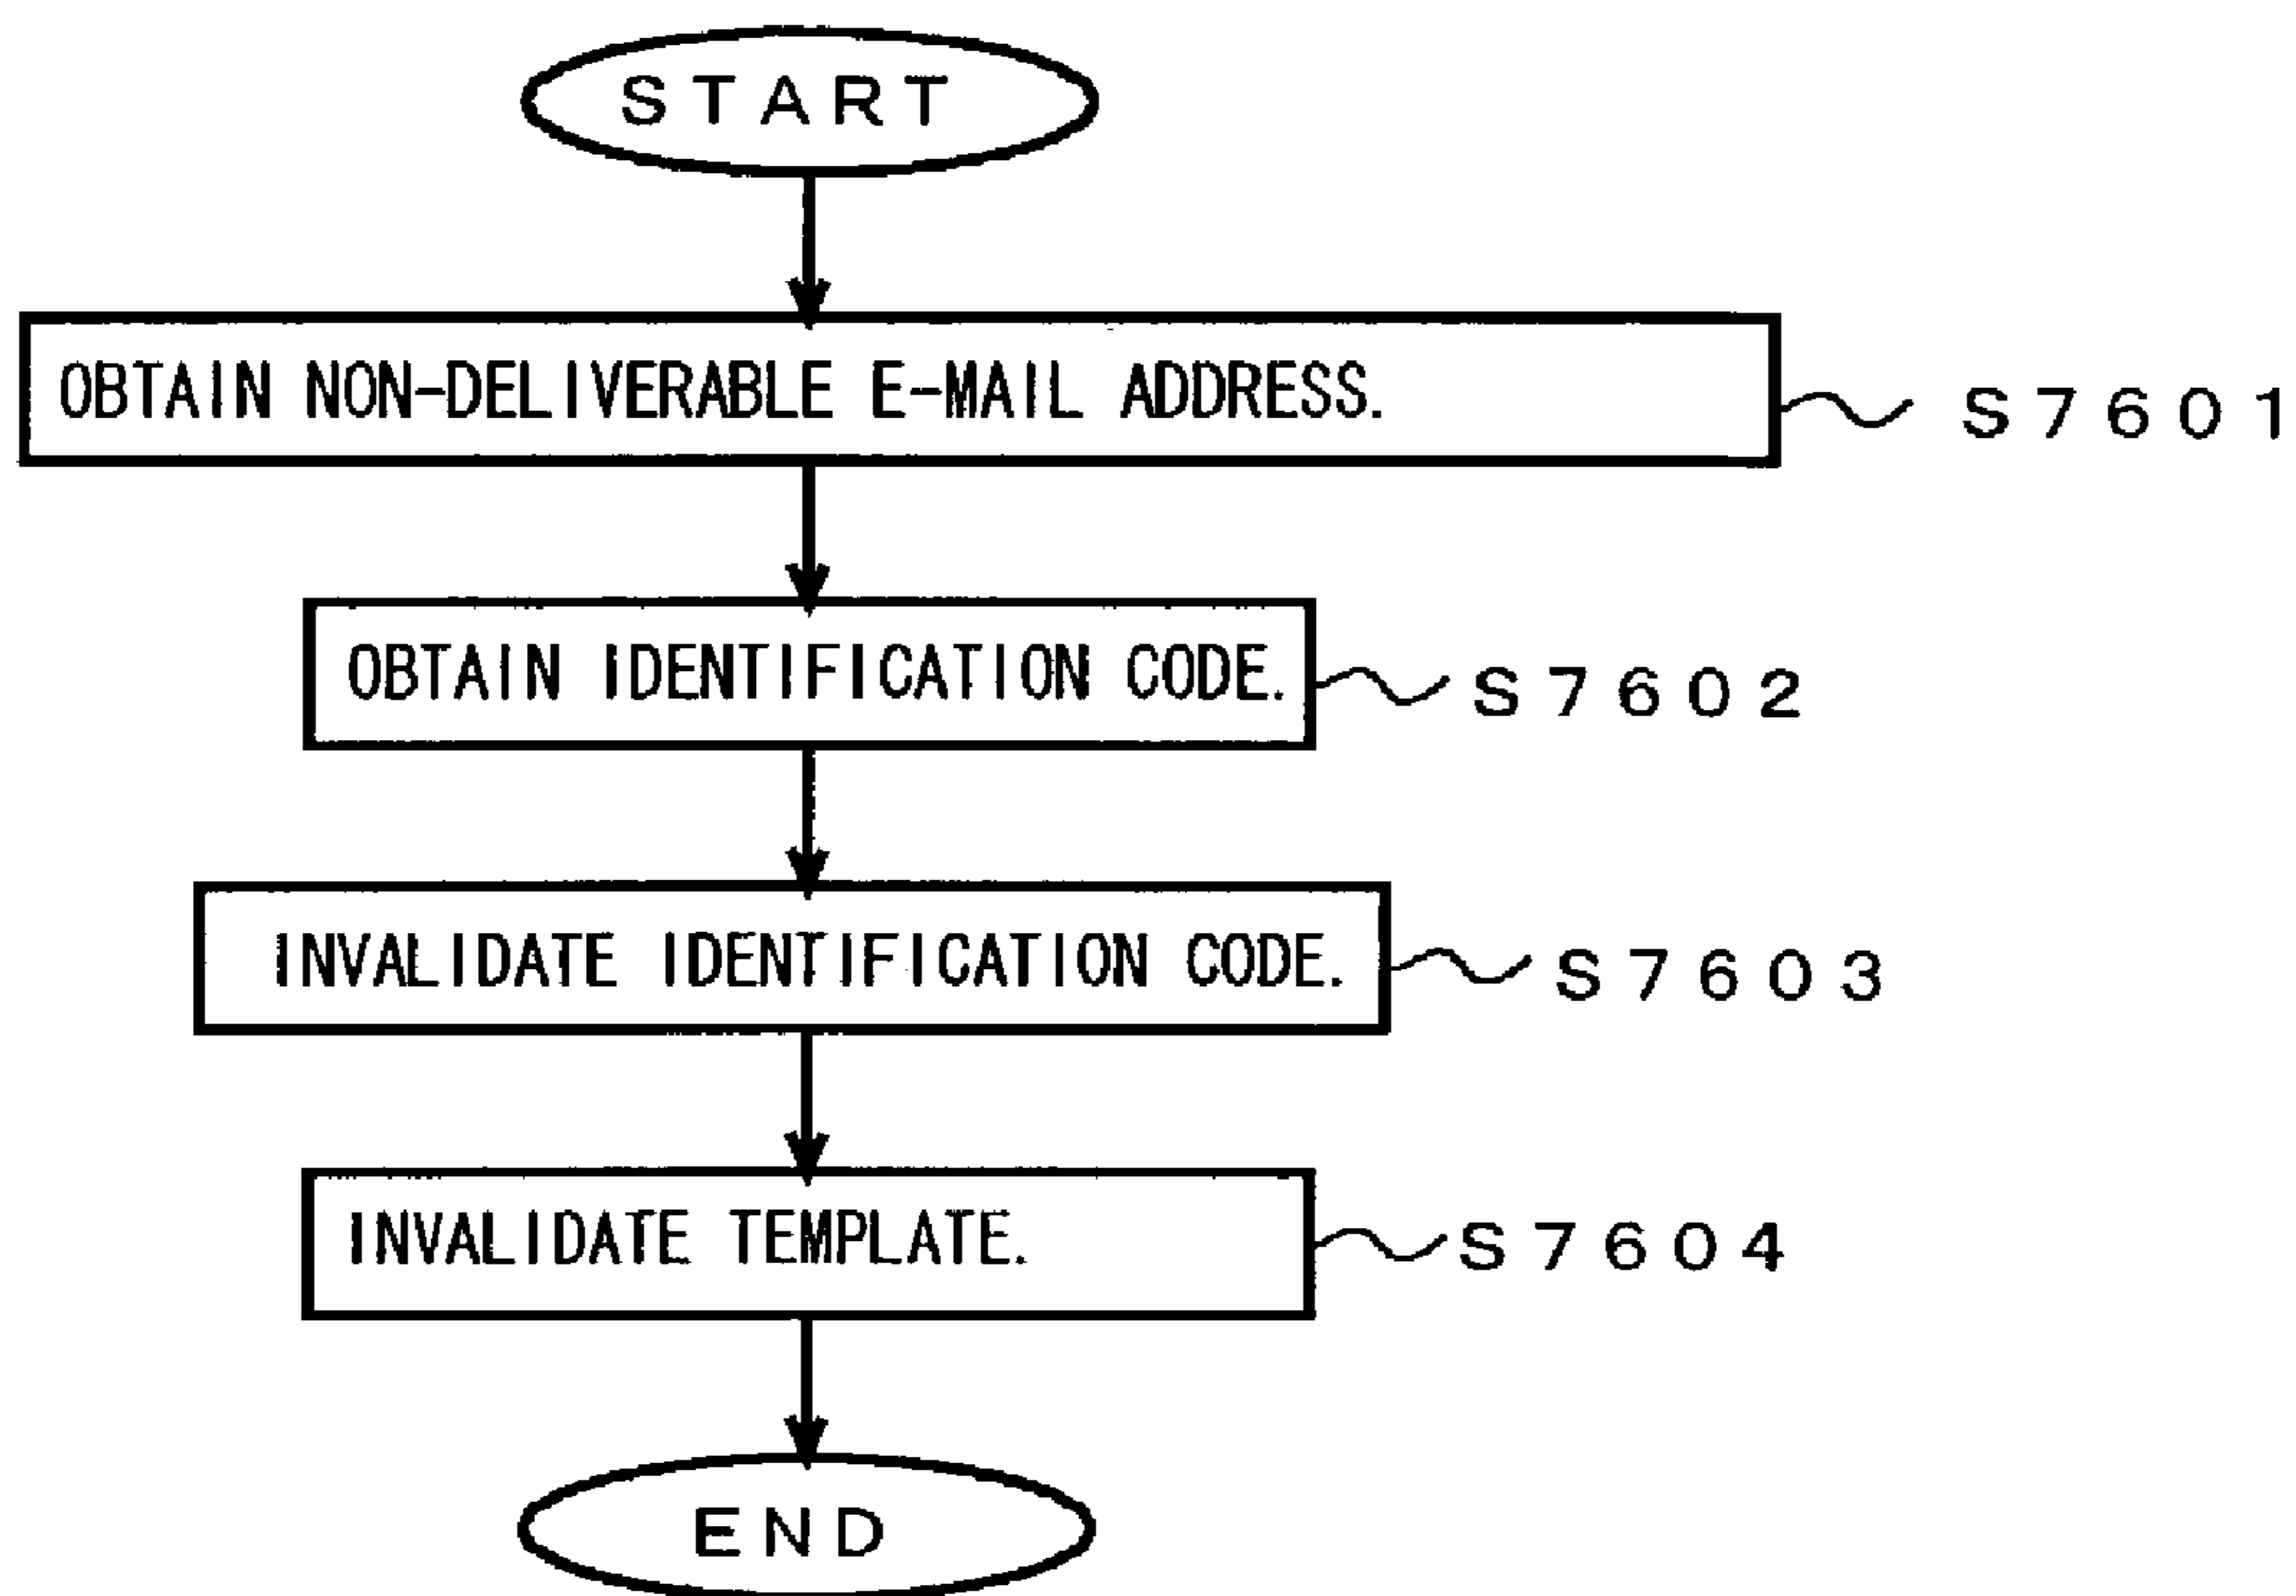 START
OBTAIN NON-DELIVERABLE E-MAIL ADDRESS.
S7601
OBTAIN IDENTIFICATION CODE.
S7602
INVALIDATE IDENTIFICATION CODE.
S7603
INVALIDATE TEMPLATE.
S7604
END